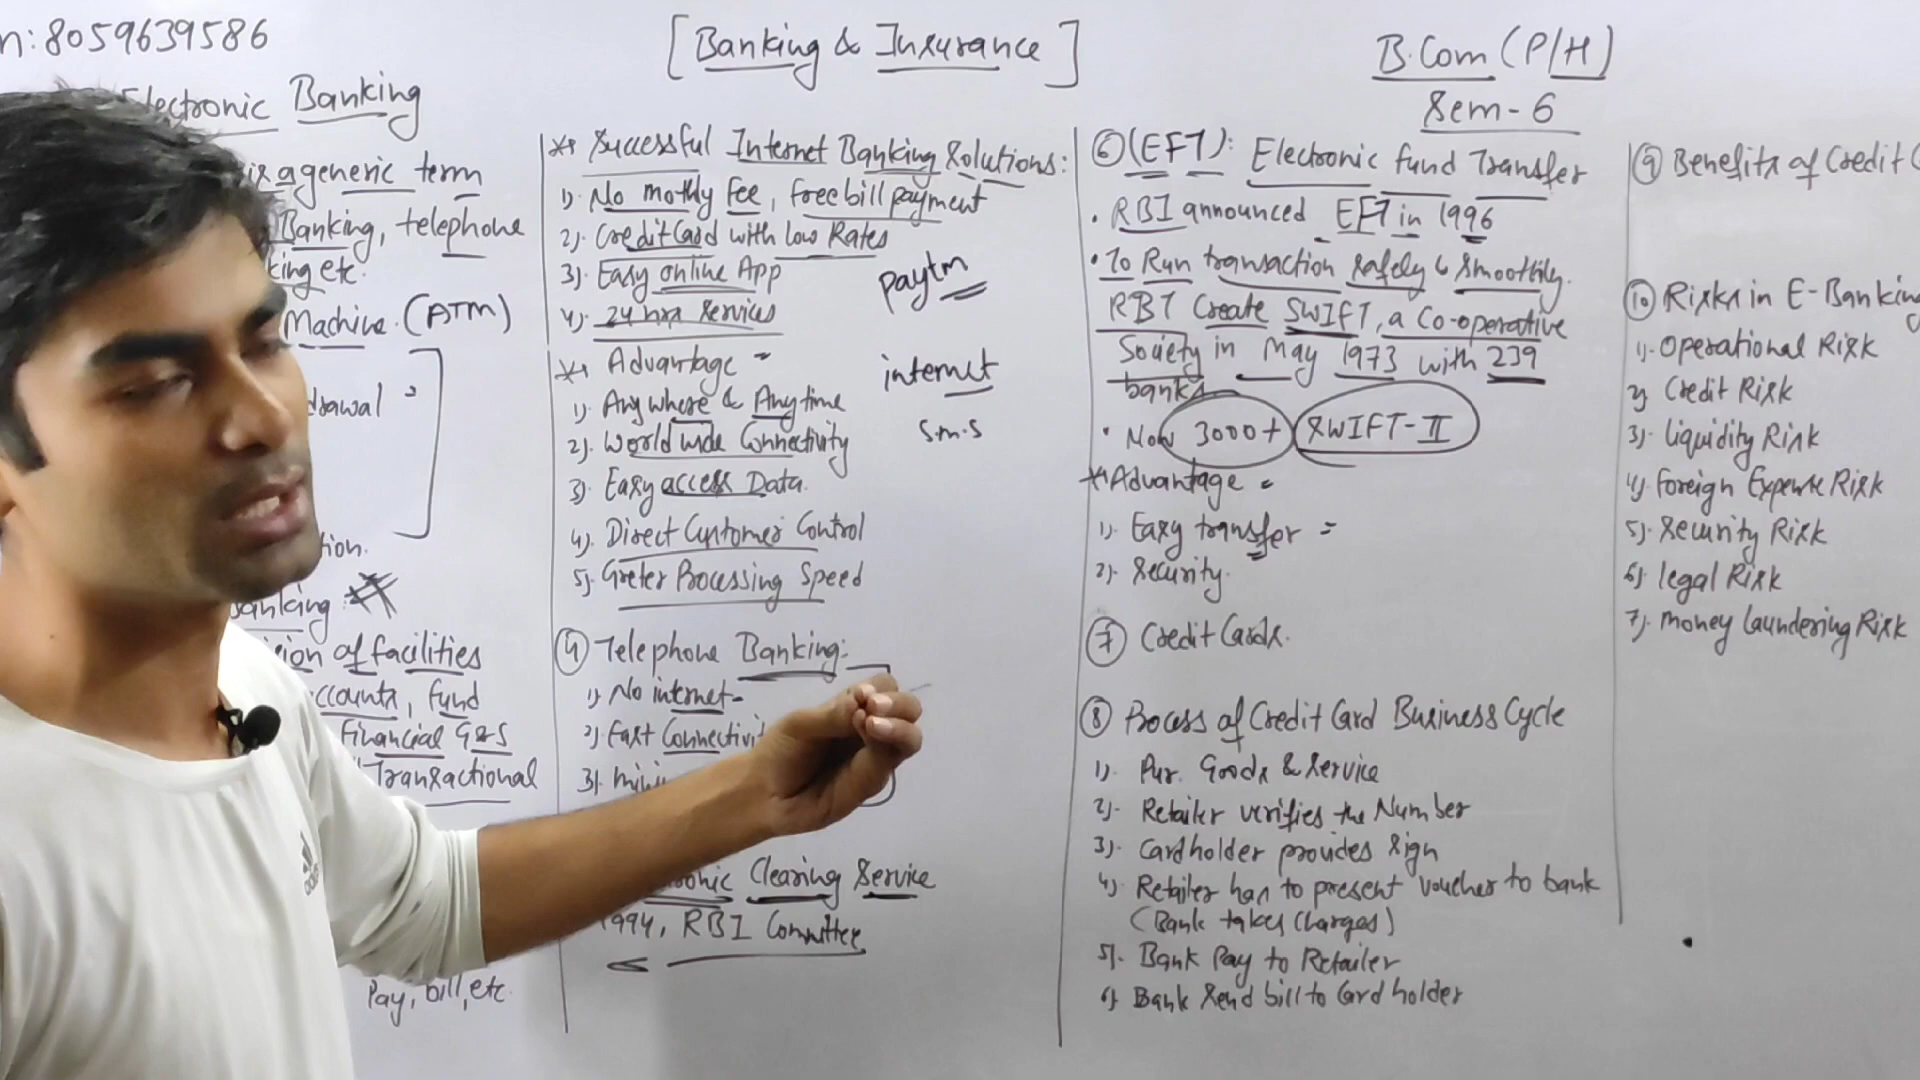 n: 8059639586
[Banking & Insurance]
B.Com (P/H)
Sem-6
Electronic Banking
is a generic term
Banking, telephone
king etc.
Machine. (ATM)
drawal
tion.
Banking
ion of facilities
ccounts, fund
financial G&S
Transactional
Pay, bill, etc.
** Successful Internet Banking Solutions:
1). No mothly fee, free bill payment
2). Credit Card with low Rates
3). Easy online App
4). 24 hrs Services
paytm
internet
S.m.S
** Advantage =
1). Any where & Anytime
2). World wide Connectivity
3). Easy access Data.
4). Direct Customer Control
5). Greter Processing Speed
④ Telephone Banking:-
1). No internet-
2). Fast Connectivit
3). mini
ronic Clearing Service
1994, RBI Committee
⑥ (EFT): Electronic fund Transfer
• RBI announced EFT in 1996
• To Run transaction safely & smoothily.
RBI Create SWIFT, a Co-operative
Society in May 1973 with 239
banks
• Now 3000+ SWIFT-II
** Advantage =
1). Easy transfer =
2). Security.
⑦ Credit Cards.
⑧ Process of Credit Card Business Cycle
1). Pur. Goods & Service
2). Retailer verifies the Number
3). Cardholder provides Sign
4). Retailer has to present voucher to bank
(Bank takes Charges)
5). Bank Pay to Retailer
6). Bank Send bill to Cardholder
⑨ Benefits of Credit C
⑩ Risks in E-Banking
1). Operational Risk
2). Credit Risk
3). liquidity Risk
4). Foreign Expense Risk
5). Security Risk
6). legal Risk
7). Money laundering Risk
adidas